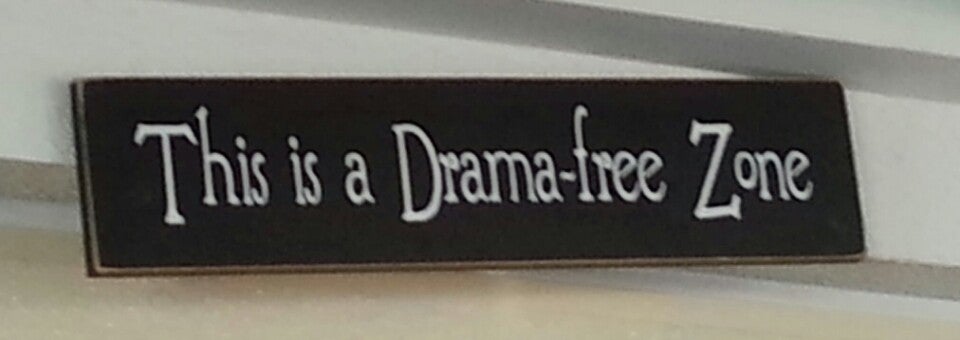 This is a Drama-free Zone